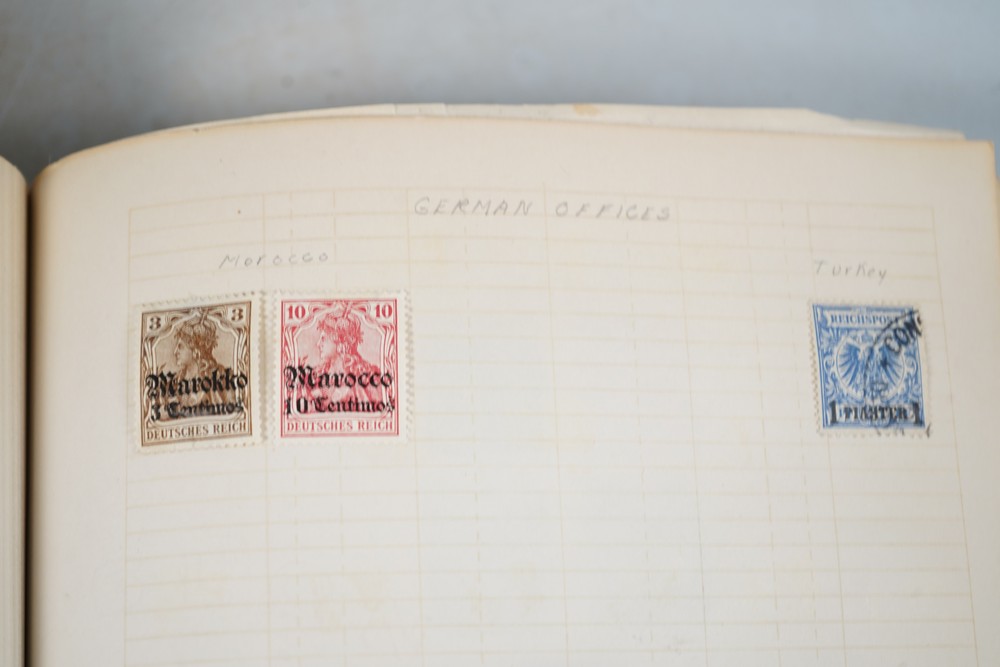 GERMAN OFFICES
Morocco
Turkey
3 3
Marokko
3 Centimos
DEUTSCHES REICH
10 10
Marocco
10 Centimos
DEUTSCHES REICH
REICHSPOST
CON
1 PIASTER 1